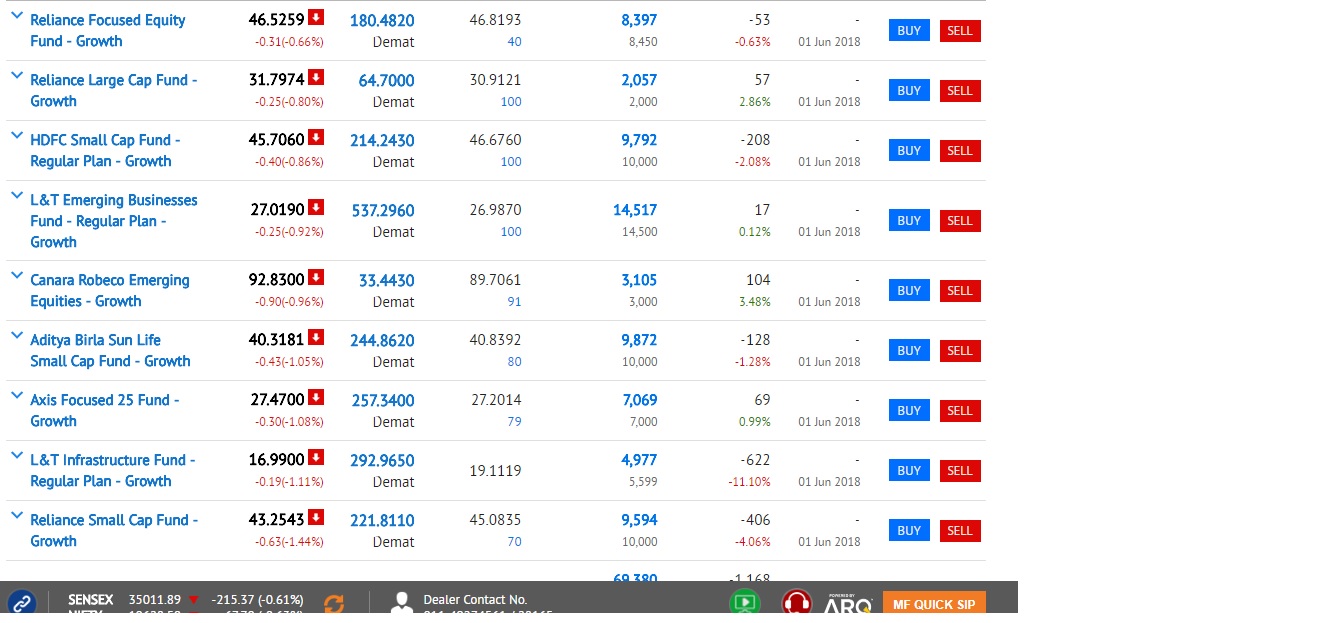 Reliance Focused Equity 46.5259 180.4820 46.8193 8,397 -53 - BUY SELL
Fund - Growth -0.31(-0.66%) Demat 40 8,450 -0.63% 01 Jun 2018
Reliance Large Cap Fund - 31.7974 64.7000 30.9121 2,057 57 - BUY SELL
Growth -0.25(-0.80%) Demat 100 2,000 2.86% 01 Jun 2018
HDFC Small Cap Fund - 45.7060 214.2430 46.6760 9,792 -208 - BUY SELL
Regular Plan - Growth -0.40(-0.86%) Demat 100 10,000 -2.08% 01 Jun 2018
L&T Emerging Businesses 27.0190 537.2960 26.9870 14,517 17 - BUY SELL
Fund - Regular Plan - -0.25(-0.92%) Demat 100 14,500 0.12% 01 Jun 2018
Growth
Canara Robeco Emerging 92.8300 33.4430 89.7061 3,105 104 - BUY SELL
Equities - Growth -0.90(-0.96%) Demat 91 3,000 3.48% 01 Jun 2018
Aditya Birla Sun Life 40.3181 244.8620 40.8392 9,872 -128 - BUY SELL
Small Cap Fund - Growth -0.43(-1.05%) Demat 80 10,000 -1.28% 01 Jun 2018
Axis Focused 25 Fund - 27.4700 257.3400 27.2014 7,069 69 - BUY SELL
Growth -0.30(-1.08%) Demat 79 7,000 0.99% 01 Jun 2018
L&T Infrastructure Fund - 16.9900 292.9650 19.1119 4,977 -622 - BUY SELL
Regular Plan - Growth -0.19(-1.11%) Demat 5,599 -11.10% 01 Jun 2018
Reliance Small Cap Fund - 43.2543 221.8110 45.0835 9,594 -406 - BUY SELL
Growth -0.63(-1.44%) Demat 70 10,000 -4.06% 01 Jun 2018
69,380 -1,168
SENSEX 35011.89 -215.37 (-0.61%) Dealer Contact No. POWERED BY ARQ MF QUICK SIP
NIFTY